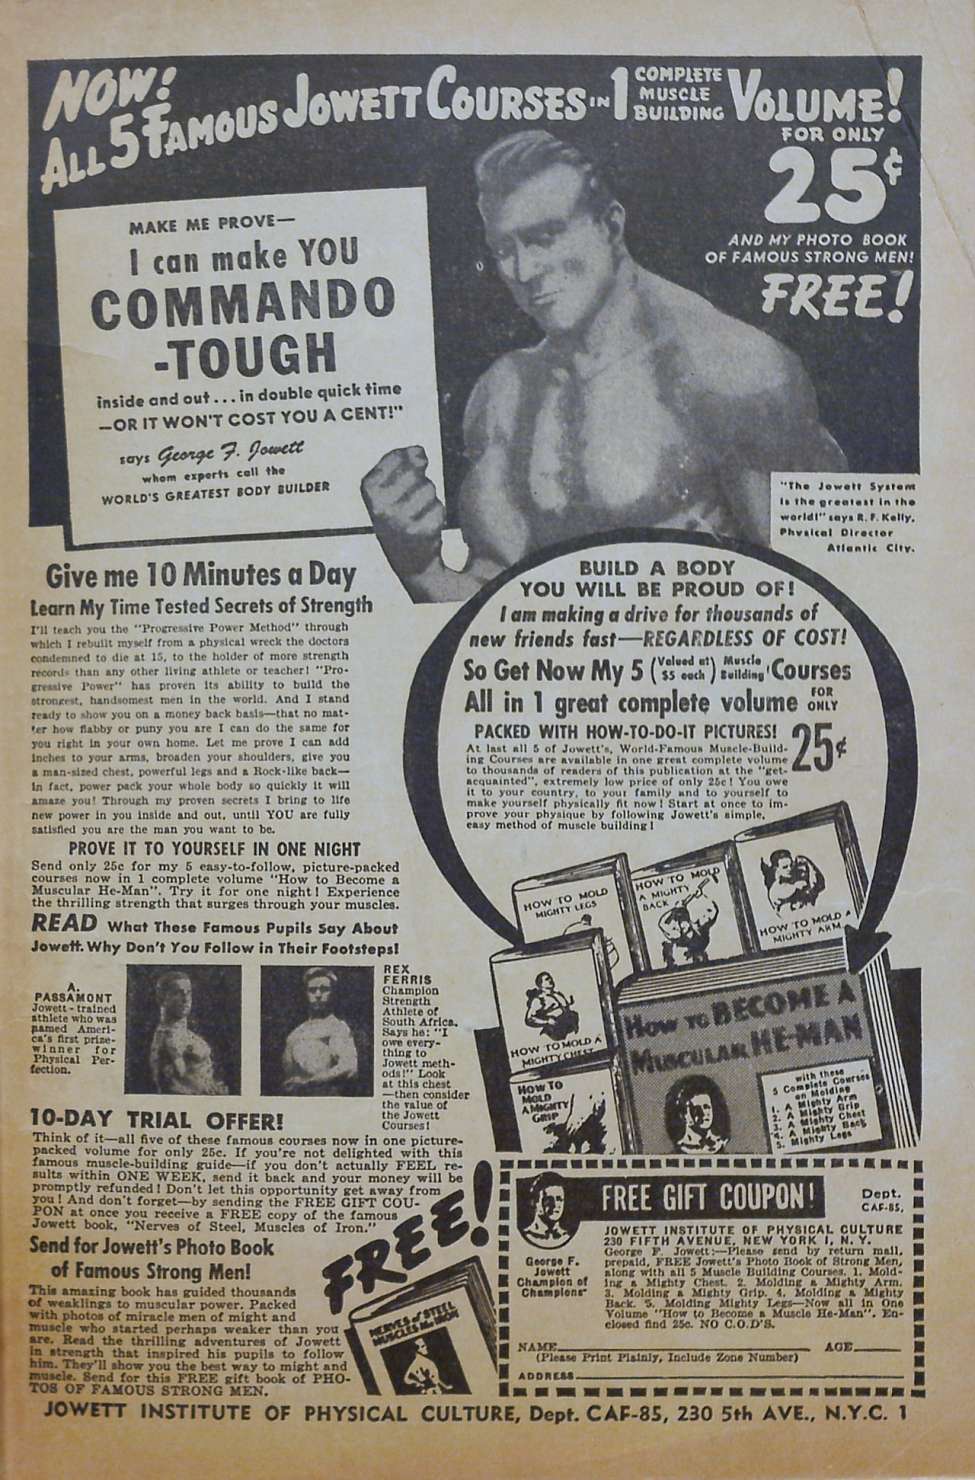 NOW!
ALL 5 FAMOUS JOWETT COURSES IN 1 COMPLETE MUSCLE BUILDING VOLUME!
FOR ONLY
25¢
AND MY PHOTO BOOK
OF FAMOUS STRONG MEN!
FREE!
MAKE ME PROVE—
I can make YOU
COMMANDO
-TOUGH
inside and out... in double quick time
—OR IT WON'T COST YOU A CENT!"
says George F. Jowett
whom experts call the
WORLD'S GREATEST BODY BUILDER
"The Jowett System
is the greatest in the
world!" says R. F. Kelly,
Physical Director
Atlantic City.
Give me 10 Minutes a Day
Learn My Time Tested Secrets of Strength
I'll teach you the "Progressive Power Method" through
which I rebuilt myself from a physical wreck the doctors
condemned to die at 15, to the holder of more strength
records than any other living athlete or teacher! "Pro-
gressive Power" has proven its ability to build the
strongest, handsomest men in the world. And I stand
ready to show you on a money back basis—that no mat-
ter how flabby or puny you are I can do the same for
you right in your own home. Let me prove I can add
inches to your arms, broaden your shoulders, give you
a man-sized chest, powerful legs and a Rock-like back—
in fact, power pack your whole body so quickly it will
amaze you! Through my proven secrets I bring to life
new power in you inside and out, until YOU are fully
satisfied you are the man you want to be.
PROVE IT TO YOURSELF IN ONE NIGHT
Send only 25c for my 5 easy-to-follow, picture-packed
courses now in 1 complete volume "How to Become a
Muscular He-Man". Try it for one night! Experience
the thrilling strength that surges through your muscles.
READ What These Famous Pupils Say About
Jowett. Why Don't You Follow in Their Footsteps!
A.
PASSAMONT
Jowett-trained
athlete who was
named Ameri-
ca's first prize-
winner for
Physical Per-
fection.
REX
FERRIS
Champion
Strength
Athlete of
South Africa.
Says he: "I
owe every-
thing to
Jowett meth-
ods!" Look
at this chest
—then consider
the value of
the Jowett
Courses!
10-DAY TRIAL OFFER!
Think of it—all five of these famous courses now in one picture-
packed volume for only 25c. If you're not delighted with this
famous muscle-building guide—if you don't actually FEEL re-
sults within ONE WEEK, send it back and your money will be
promptly refunded! Don't let this opportunity get away from
you! And don't forget—by sending the FREE GIFT COU-
PON at once you receive a FREE copy of the famous
Jowett book, "Nerves of Steel, Muscles of Iron."
Send for Jowett's Photo Book
of Famous Strong Men!
This amazing book has guided thousands
of weaklings to muscular power. Packed
with photos of miracle men of might and
muscle who started perhaps weaker than you
are. Read the thrilling adventures of Jowett
in strength that inspired his pupils to follow
him. They'll show you the best way to might and
muscle. Send for this FREE gift book of PHO-
TOS OF FAMOUS STRONG MEN.
FREE!
NERVES of STEEL
MUSCLES of IRON
BUILD A BODY
YOU WILL BE PROUD OF!
I am making a drive for thousands of
new friends fast—REGARDLESS OF COST!
So Get Now My 5 (Valued at $5 each) Muscle Building Courses
All in 1 great complete volume FOR ONLY
25¢
PACKED WITH HOW-TO-DO-IT PICTURES!
At last all 5 of Jowett's, World-Famous Muscle-Build-
ing Courses are available in one great complete volume
to thousands of readers of this publication at the "get-
acquainted", extremely low price of only 25c! You owe
it to your country, to your family and to yourself to
make yourself physically fit now! Start at once to im-
prove your physique by following Jowett's simple,
easy method of muscle building!
HOW TO MOLD
MIGHTY LEGS
HOW TO MOLD
A MIGHTY
BACK
HOW TO MOLD A
MIGHTY ARM
HOW TO MOLD A
MIGHTY CHEST
HOW TO
MOLD
A MIGHTY
GRIP
HOW TO BECOME A
MUSCULAR HE-MAN
with these
5 Complete Courses
on Molding
1. A Mighty Arm
2. A Mighty Grip
3. A Mighty Chest
4. A Mighty Back
5. Mighty Legs
FREE GIFT COUPON!
Dept.
CAF-85,
George F.
Jowett
Champion of
Champions"
JOWETT INSTITUTE OF PHYSICAL CULTURE
230 FIFTH AVENUE, NEW YORK 1, N. Y.
George F. Jowett:—Please send by return mail,
prepaid, FREE Jowett's Photo Book of Strong Men,
along with all 5 Muscle Building Courses. 1. Mold-
ing a Mighty Chest. 2. Molding a Mighty Arm.
3. Molding a Mighty Grip. 4. Molding a Mighty
Back. 5. Molding Mighty Legs—Now all in One
Volume "How to Become a Muscle He-Man". En-
closed find 25c. NO C.O.D'S.
NAME AGE
(Please Print Plainly, Include Zone Number)
ADDRESS
JOWETT INSTITUTE OF PHYSICAL CULTURE, Dept. CAF-85, 230 5th AVE., N.Y.C. 1